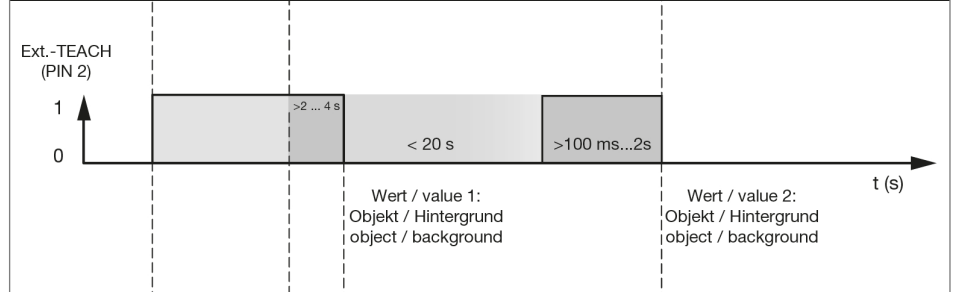 Ext.-TEACH
(PIN 2)
1
>2 ... 4 s
< 20 s
>100 ms...2s
0
t (s)
Wert / value 1:
Objekt / Hintergrund
object / background
Wert / value 2:
Objekt / Hintergrund
object / background